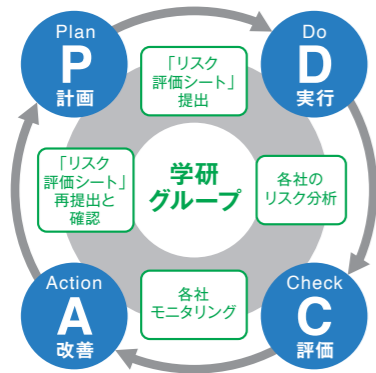 Plan
P
計画
Do
D
実行
「リスク
評価シート」
提出
「リスク
評価シート」
再提出と
確認
学研
グループ
各社の
リスク分析
各社
モニタリング
Action
A
改善
Check
C
評価